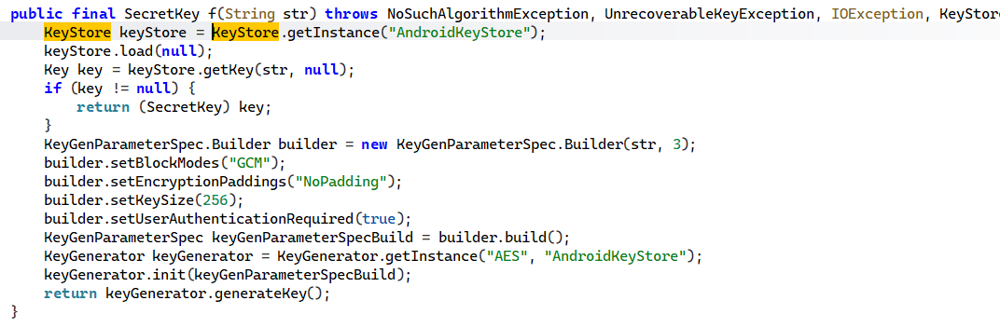 public final SecretKey f(String str) throws NoSuchAlgorithmException, UnrecoverableKeyException, IOException, KeyStor
KeyStore keyStore = KeyStore.getInstance("AndroidKeyStore");
keyStore.load(null);
Key key = keyStore.getKey(str, null);
if (key != null) {
return (SecretKey) key;
}
KeyGenParameterSpec.Builder builder = new KeyGenParameterSpec.Builder(str, 3);
builder.setBlockModes("GCM");
builder.setEncryptionPaddings("NoPadding");
builder.setKeySize(256);
builder.setUserAuthenticationRequired(true);
KeyGenParameterSpec keyGenParameterSpecBuild = builder.build();
KeyGenerator keyGenerator = KeyGenerator.getInstance("AES", "AndroidKeyStore");
keyGenerator.init(keyGenParameterSpecBuild);
return keyGenerator.generateKey();
}